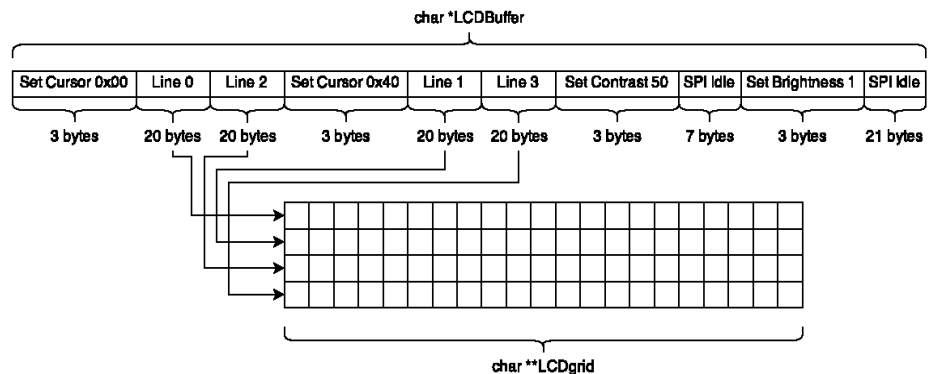 char *LCDBuffer
Set Cursor 0x00 Line 0 Line 2 Set Cursor 0x40 Line 1 Line 3 Set Contrast 50 SPI Idle Set Brightness 1 SPI Idle
3 bytes 20 bytes 20 bytes 3 bytes 20 bytes 20 bytes 3 bytes 7 bytes 3 bytes 21 bytes
char **LCDgrid